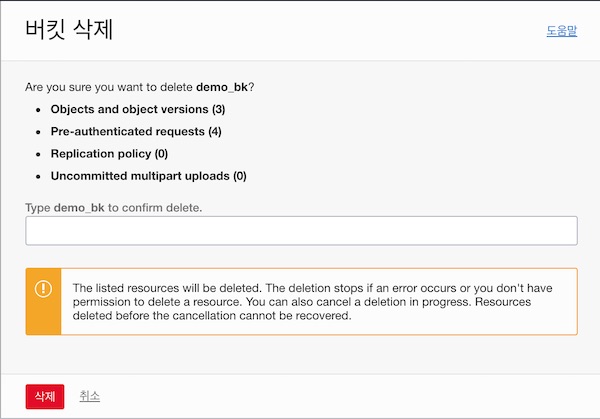 버킷 삭제
도움말
Are you sure you want to delete demo_bk?
• Objects and object versions (3)
• Pre-authenticated requests (4)
• Replication policy (0)
• Uncommitted multipart uploads (0)
Type demo_bk to confirm delete.
The listed resources will be deleted. The deletion stops if an error occurs or you don't have
permission to delete a resource. You can also cancel a deletion in progress. Resources
deleted before the cancellation cannot be recovered.
삭제
취소